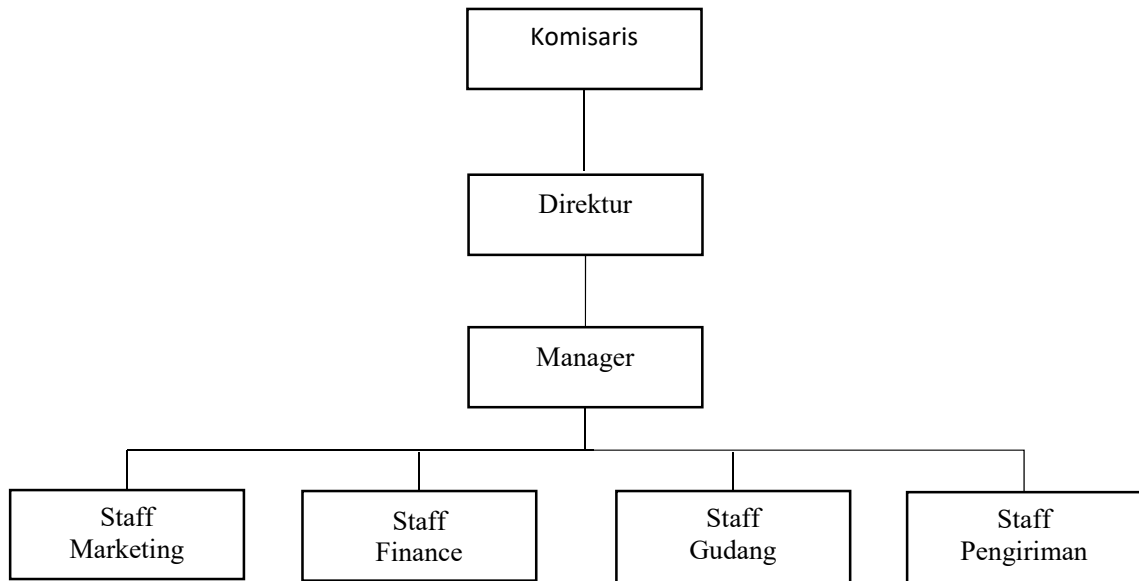 Komisaris
Direktur
Manager
Staff
Marketing
Staff
Finance
Staff
Gudang
Staff
Pengiriman